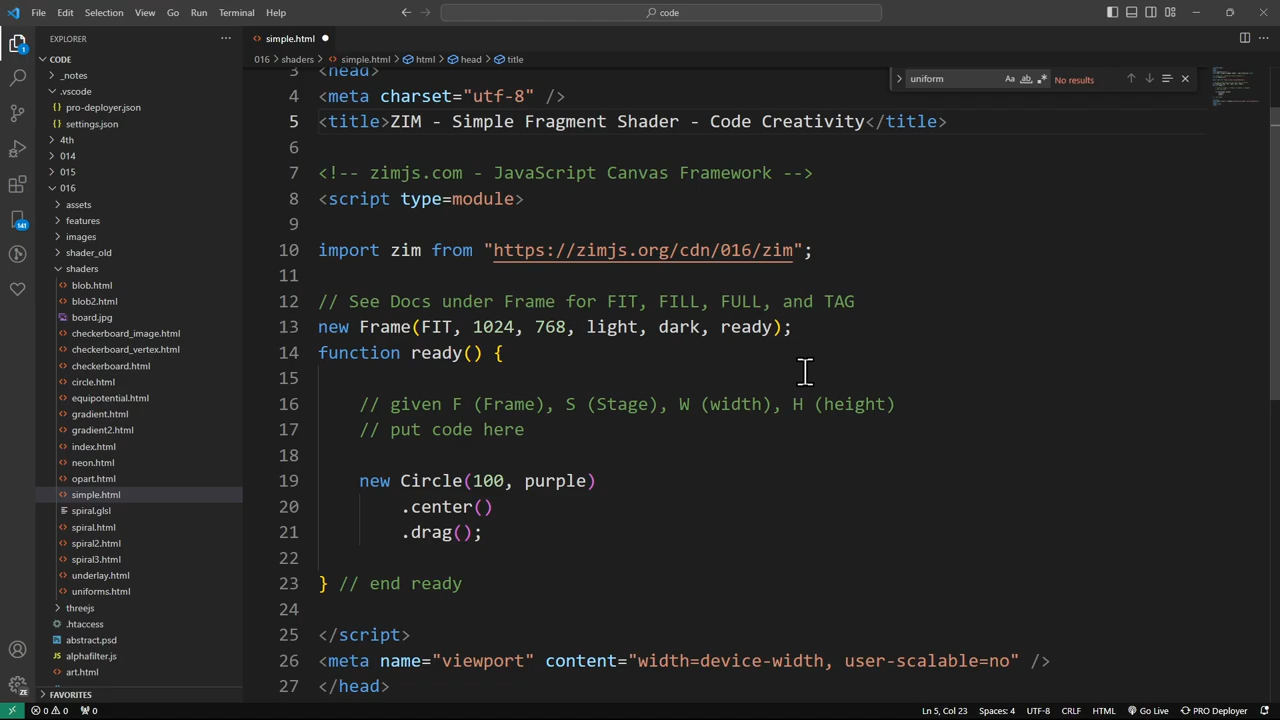 File Edit Selection View Go Run Terminal Help
code
EXPLORER
CODE
_notes
.vscode
pro-deployer.json
settings.json
4th
014
015
016
assets
features
images
shader_old
shaders
blob.html
blob2.html
board.jpg
checkerboard_image.html
checkerboard_vertex.html
checkerboard.html
circle.html
equipotential.html
gradient.html
gradient2.html
index.html
neon.html
opart.html
simple.html
spiral.glsl
spiral.html
spiral2.html
spiral3.html
underlay.html
uniforms.html
threejs
.htaccess
abstract.psd
alphafilter.js
art.html
FAVORITES
1
141
simple.html
016 > shaders > simple.html > html > head > title
uniform Aa ab No results
3 <head>
4 <meta charset="utf-8" />
5 <title>ZIM - Simple Fragment Shader - Code Creativity</title>
6
7 <!-- zimjs.com - JavaScript Canvas Framework -->
8 <script type=module>
9
10 import zim from "https://zimjs.org/cdn/016/zim";
11
12 // See Docs under Frame for FIT, FILL, FULL, and TAG
13 new Frame(FIT, 1024, 768, light, dark, ready);
14 function ready() {
15
16 // given F (Frame), S (Stage), W (width), H (height)
17 // put code here
18
19 new Circle(100, purple)
20 .center()
21 .drag();
22
23 } // end ready
24
25 </script>
26 <meta name="viewport" content="width=device-width, user-scalable=no" />
27 </head>
0 0 0 Ln 5, Col 23 Spaces: 4 UTF-8 CRLF HTML Go Live PRO Deployer